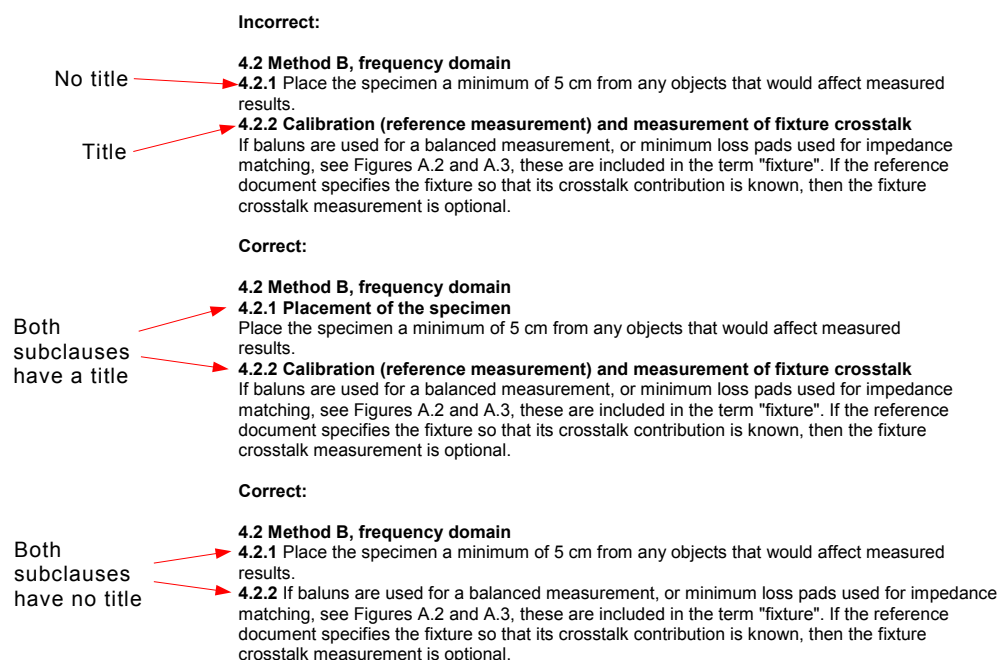 Incorrect:
4.2 Method B, frequency domain
No title
4.2.1 Place the specimen a minimum of 5 cm from any objects that would affect measured
results.
4.2.2 Calibration (reference measurement) and measurement of fixture crosstalk
Title
If baluns are used for a balanced measurement, or minimum loss pads used for impedance
matching, see Figures A.2 and A.3, these are included in the term "fixture". If the reference
document specifies the fixture so that its crosstalk contribution is known, then the fixture
crosstalk measurement is optional.
Correct:
4.2 Method B, frequency domain
4.2.1 Placement of the specimen
Both
subclauses
have a title
Place the specimen a minimum of 5 cm from any objects that would affect measured
results.
4.2.2 Calibration (reference measurement) and measurement of fixture crosstalk
If baluns are used for a balanced measurement, or minimum loss pads used for impedance
matching, see Figures A.2 and A.3, these are included in the term "fixture". If the reference
document specifies the fixture so that its crosstalk contribution is known, then the fixture
crosstalk measurement is optional.
Correct:
4.2 Method B, frequency domain
Both
subclauses
have no title
4.2.1 Place the specimen a minimum of 5 cm from any objects that would affect measured
results.
4.2.2 If baluns are used for a balanced measurement, or minimum loss pads used for impedance
matching, see Figures A.2 and A.3, these are included in the term "fixture". If the reference
document specifies the fixture so that its crosstalk contribution is known, then the fixture
crosstalk measurement is optional.